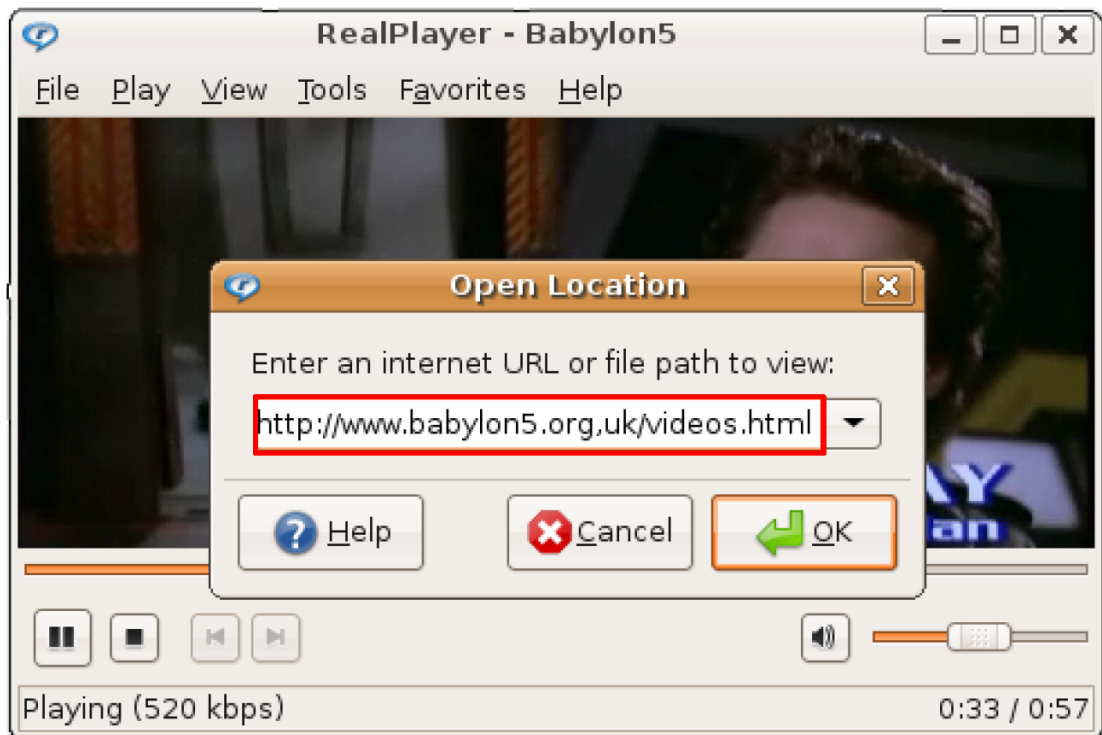 RealPlayer - Babylon5
File Play View Tools Favorites Help
Open Location
Enter an internet URL or file path to view:
http://www.babylon5.org,uk/videos.html
Help Cancel OK
Playing (520 kbps) 0:33 / 0:57